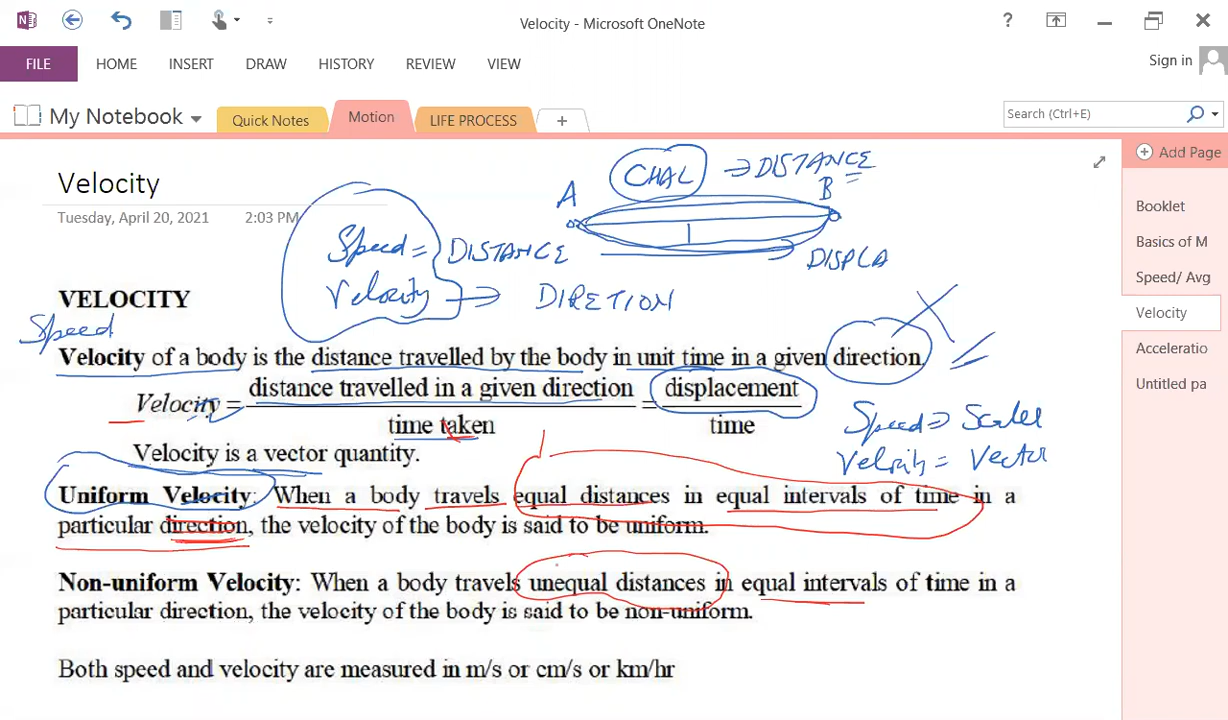 Velocity - Microsoft OneNote
FILE HOME INSERT DRAW HISTORY REVIEW VIEW
Sign in
My Notebook
Quick Notes
Motion
LIFE PROCESS
Search (Ctrl+E)
Add Page
Booklet
Basics of M
Speed/ Avg
Velocity
Acceleratio
Untitled pa
Velocity
Tuesday, April 20, 2021 2:03 PM
CHAL → DISTANCE
A B
Speed = DISTANCE
DISPLA
Velocity → DIRETION
VELOCITY
Speed
Velocity of a body is the distance travelled by the body in unit time in a given direction
Velocity = distance travelled in a given direction / time taken = displacement / time
Speed ⇒ Scaler
Velocity is a vector quantity.
Velocity = Vector
Uniform Velocity: When a body travels equal distances in equal intervals of time in a
particular direction, the velocity of the body is said to be uniform.
Non-uniform Velocity: When a body travels unequal distances in equal intervals of time in a
particular direction, the velocity of the body is said to be non-uniform.
Both speed and velocity are measured in m/s or cm/s or km/hr